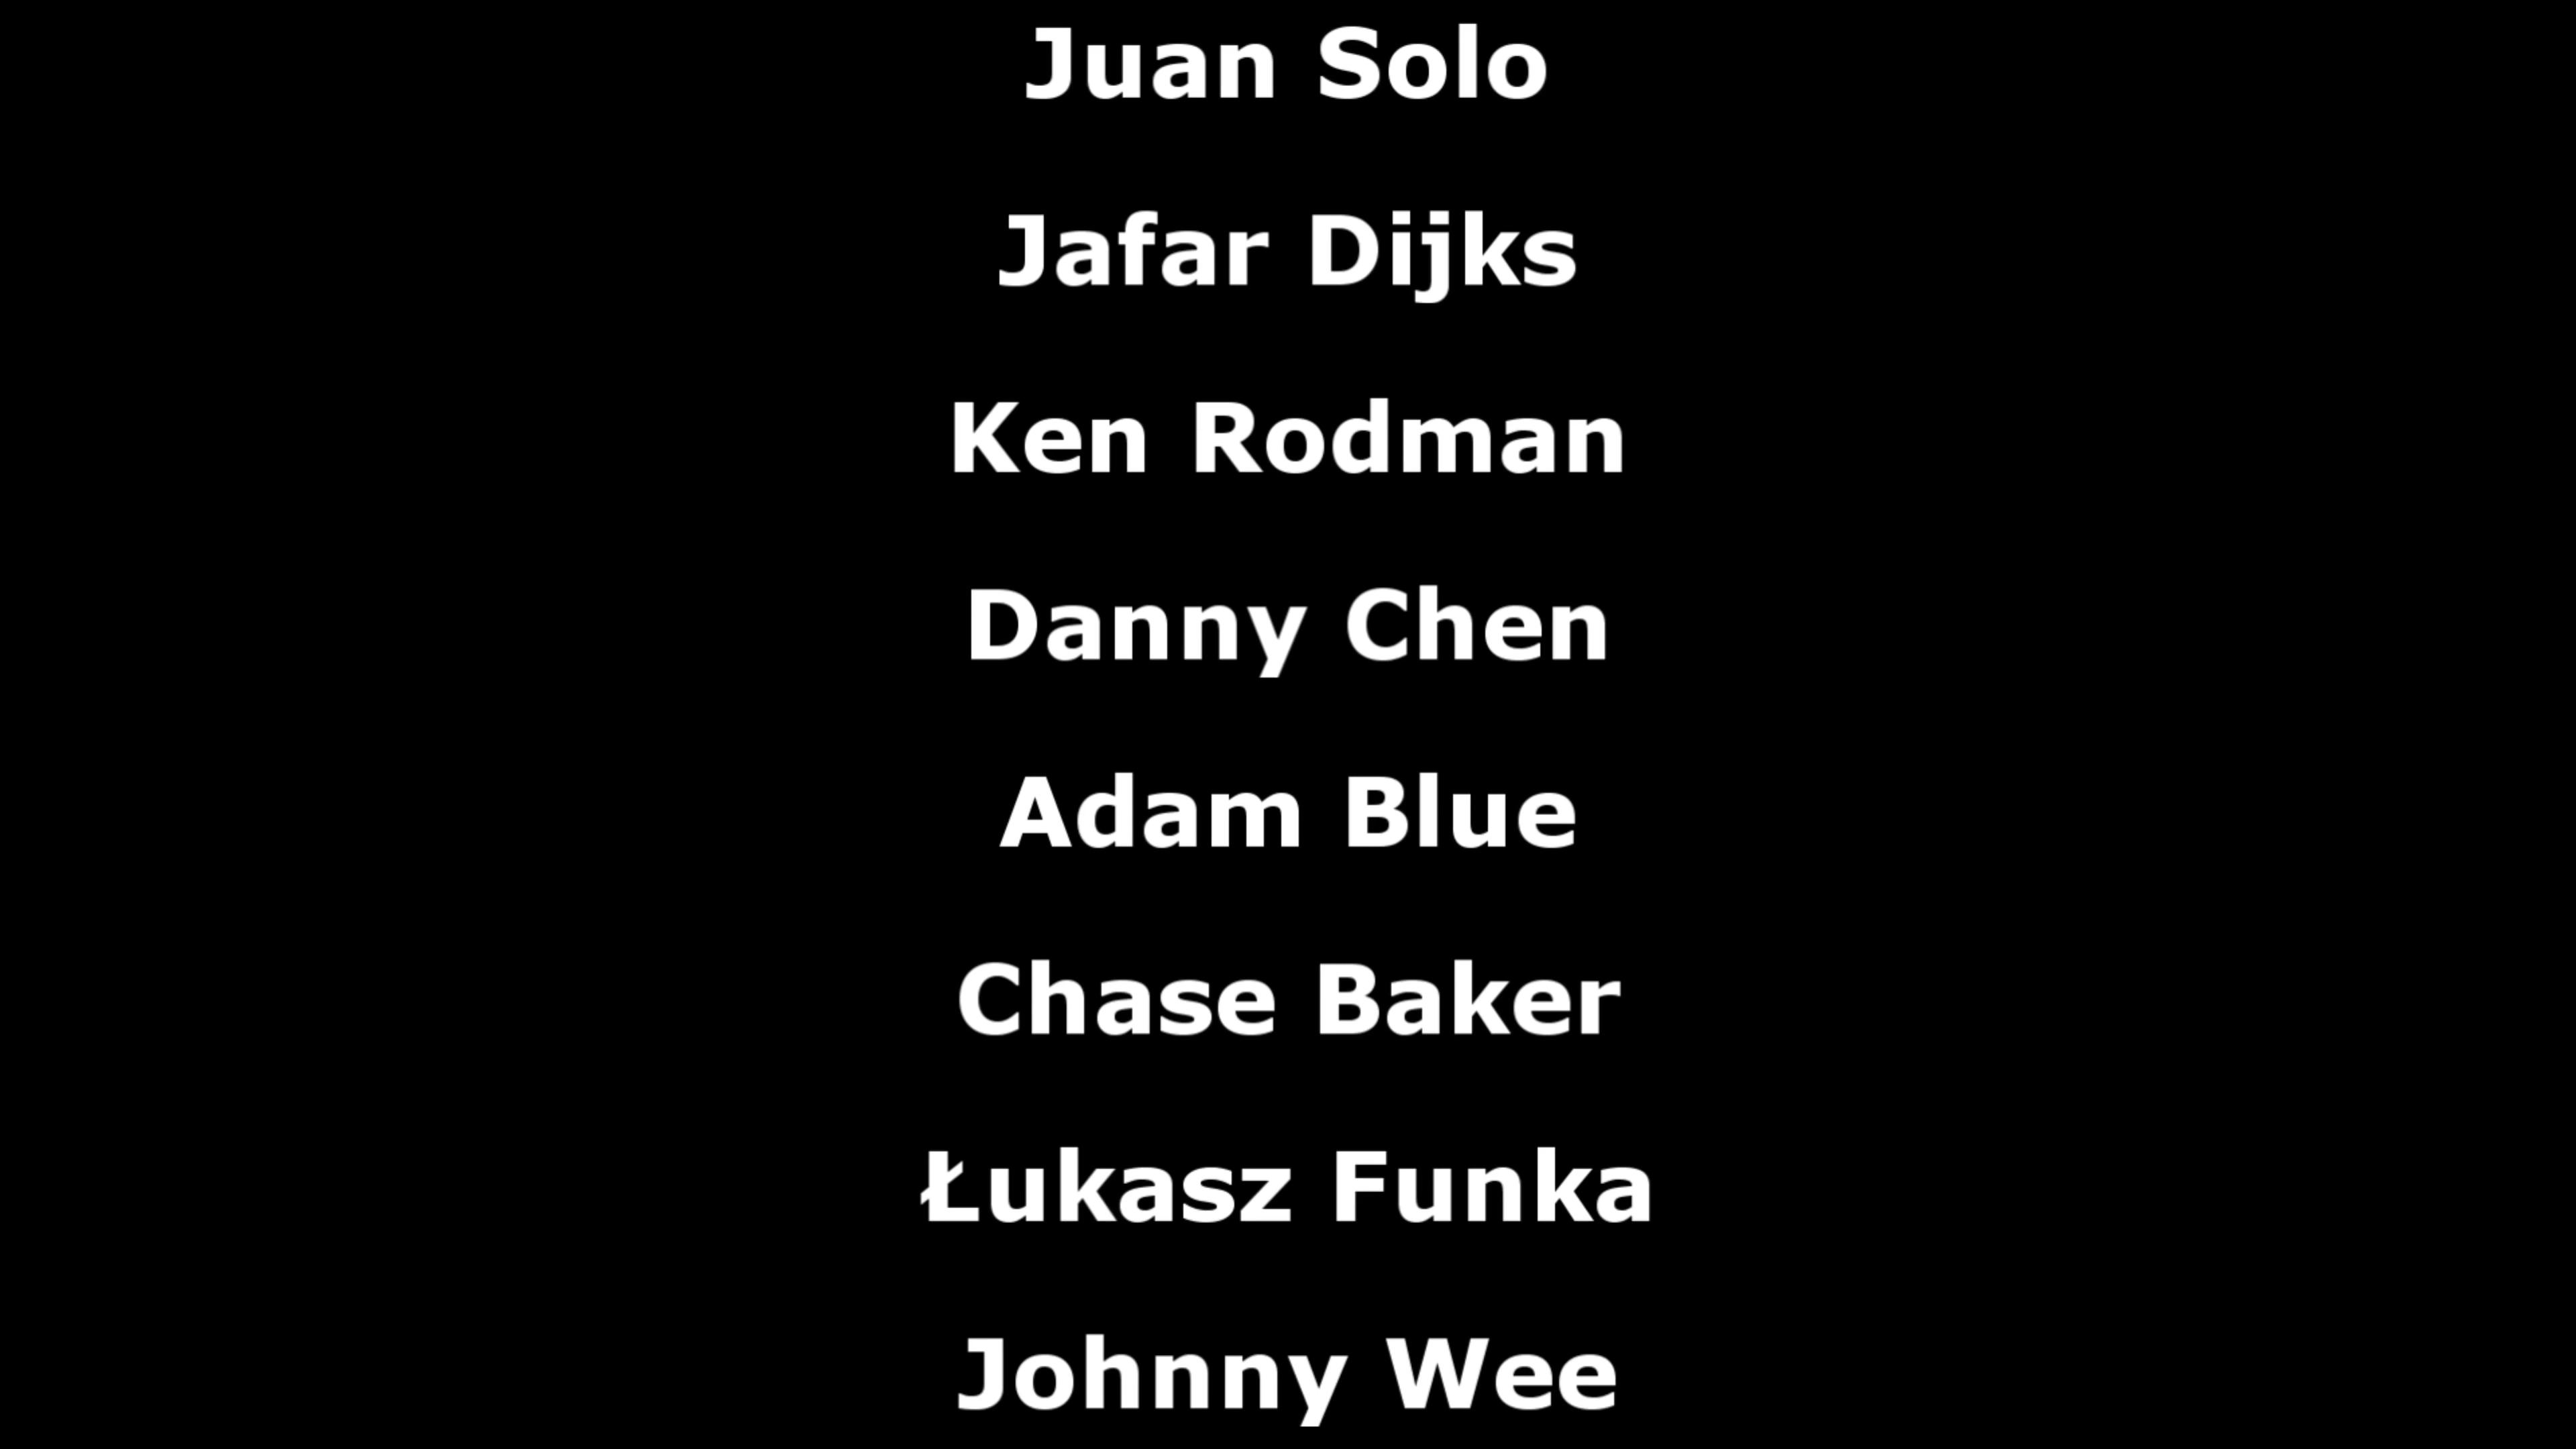 Juan Solo
Jafar Dijks
Ken Rodman
Danny Chen
Adam Blue
Chase Baker
Łukasz Funka
Johnny Wee